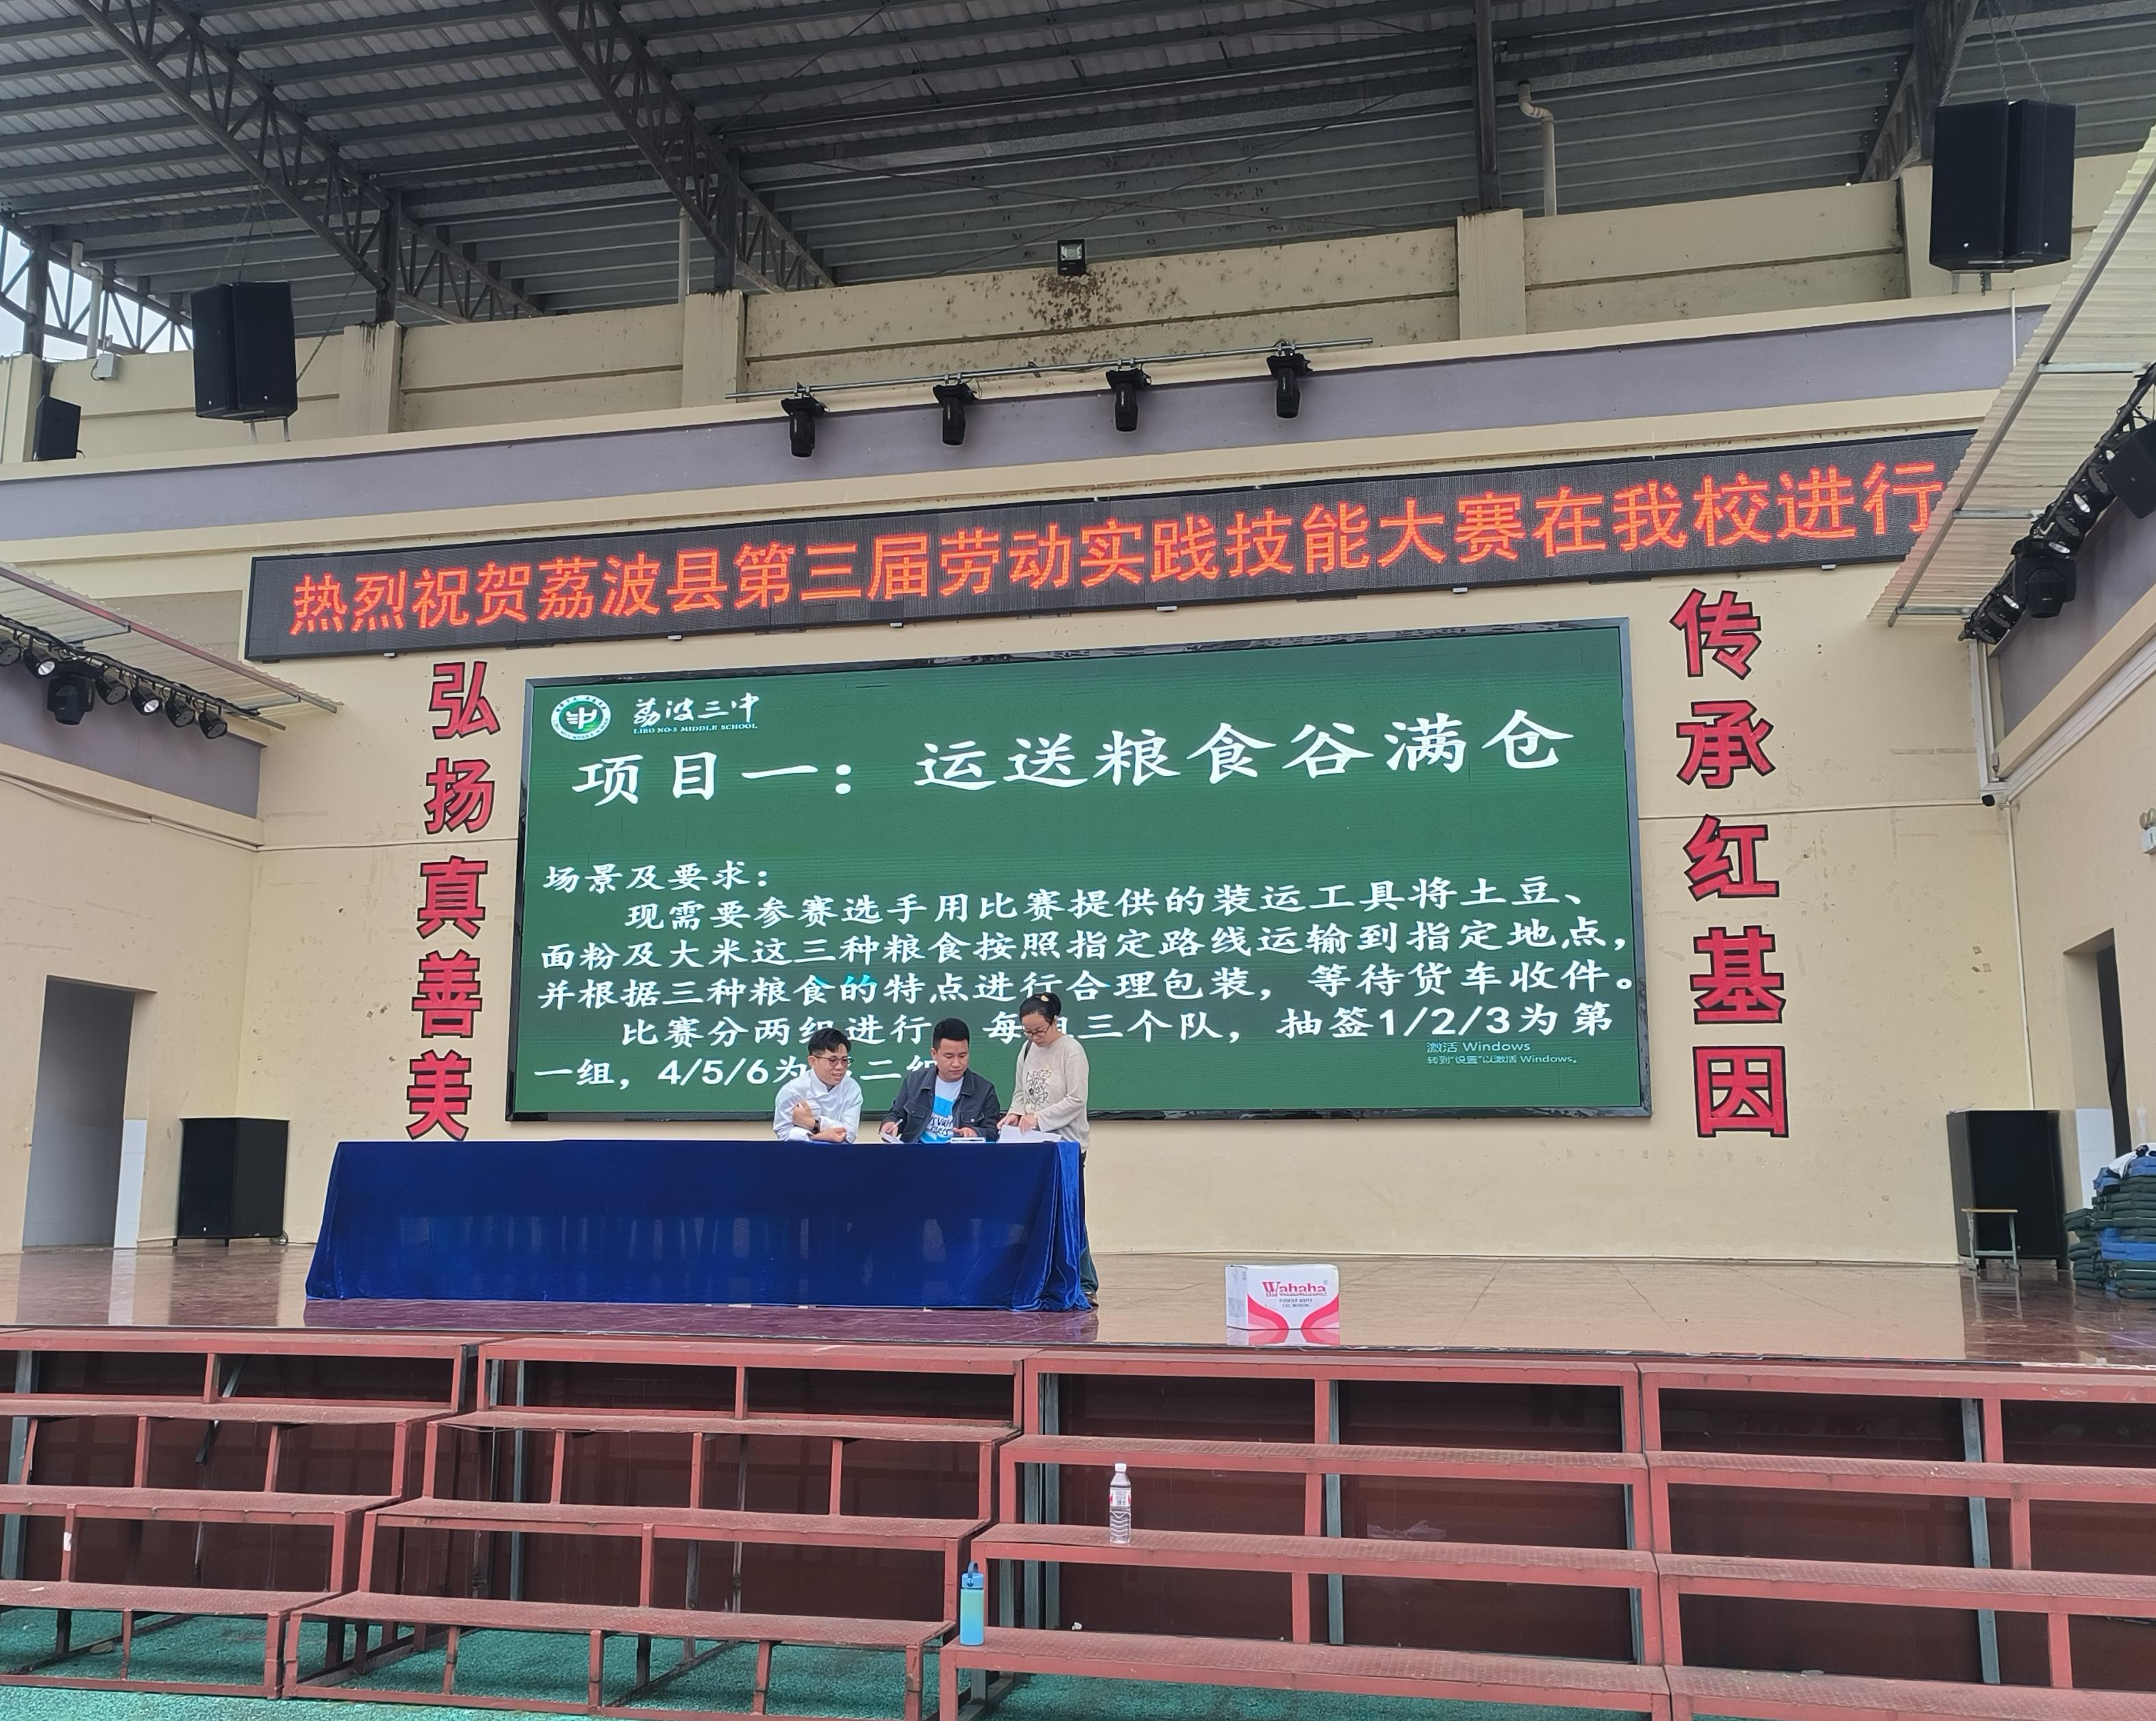 热烈祝贺荔波县第三届劳动实践技能大赛在我校进行
弘扬真善美
传承红基因
荔波三中
LIBO NO·3 MIDDLE SCHOOL
项目一：运送粮食谷满仓
场景及要求：
现需要参赛选手用比赛提供的装运工具将土豆、
面粉及大米这三种粮食按照指定路线运输到指定地点，
并根据三种粮食的特点进行合理包装，等待货车收件。
比赛分两组进行 每组三个队，抽签1/2/3为第
一组，4/5/6为 二组
激活 Windows
转到"设置"以激活 Windows。
Wahaha